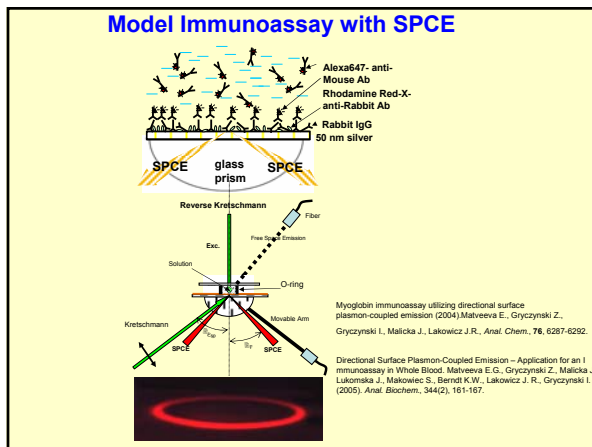 Model Immunoassay with SPCE
Alexa647- anti-
Mouse Ab
Rhodamine Red-X-
anti-Rabbit Ab
Rabbit IgG
50 nm silver
SPCE
glass
prism
SPCE
Reverse Kretschmann
Fiber
Exc.
Free Space Emission
Solution
O-ring
Kretschmann
Movable Arm
SPCE
SPCE
Myoglobin immunoassay utilizing directional surface
plasmon-coupled emission (2004).Matveeva E., Gryczynski Z.,
Gryczynski I., Malicka J., Lakowicz J.R., Anal. Chem., 76, 6287-6292.
Directional Surface Plasmon-Coupled Emission – Application for an I
mmunoassay in Whole Blood. Matveeva E.G., Gryczynski Z., Malicka J.
Lukomska J., Makowiec S., Berndt K.W., Lakowicz J. R., Gryczynski I.
(2005). Anal. Biochem., 344(2), 161-167.